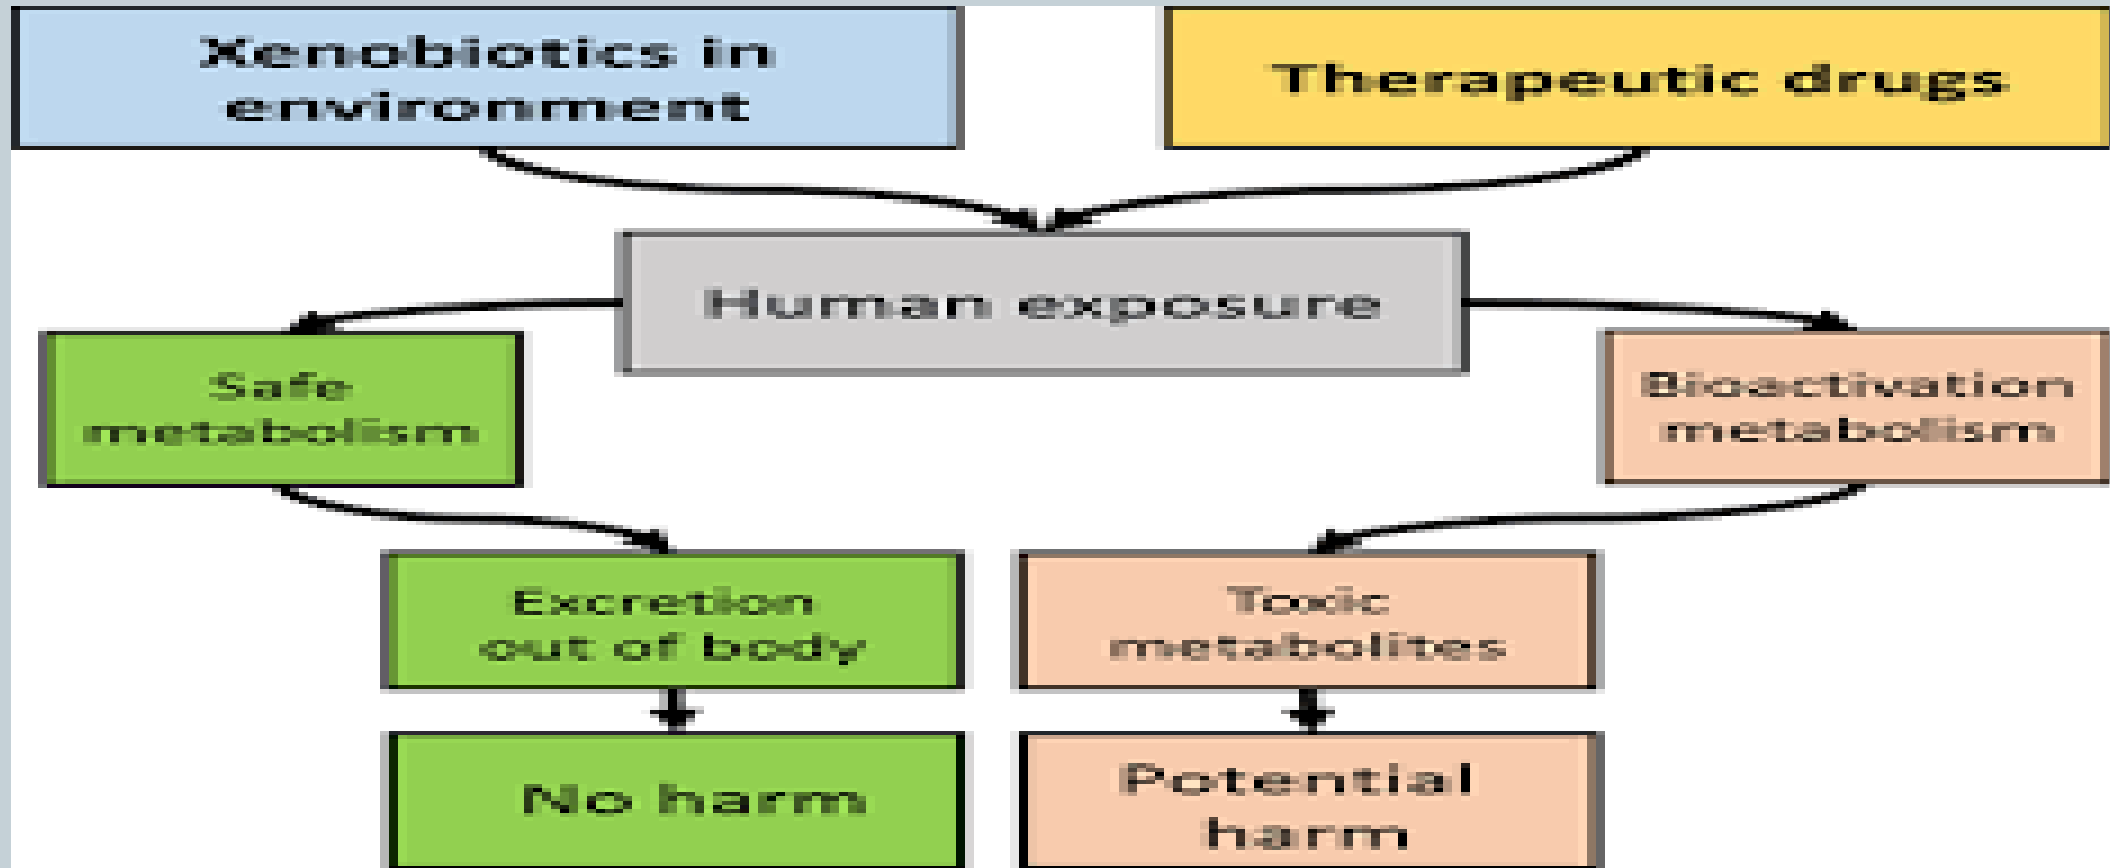 Xenobiotics in
environment
Therapeutic drugs
Human exposure
Safe
metabolism
Bioactivation
metabolism
Excretion
out of body
Toxic
metabolites
No harm
Potential
harm